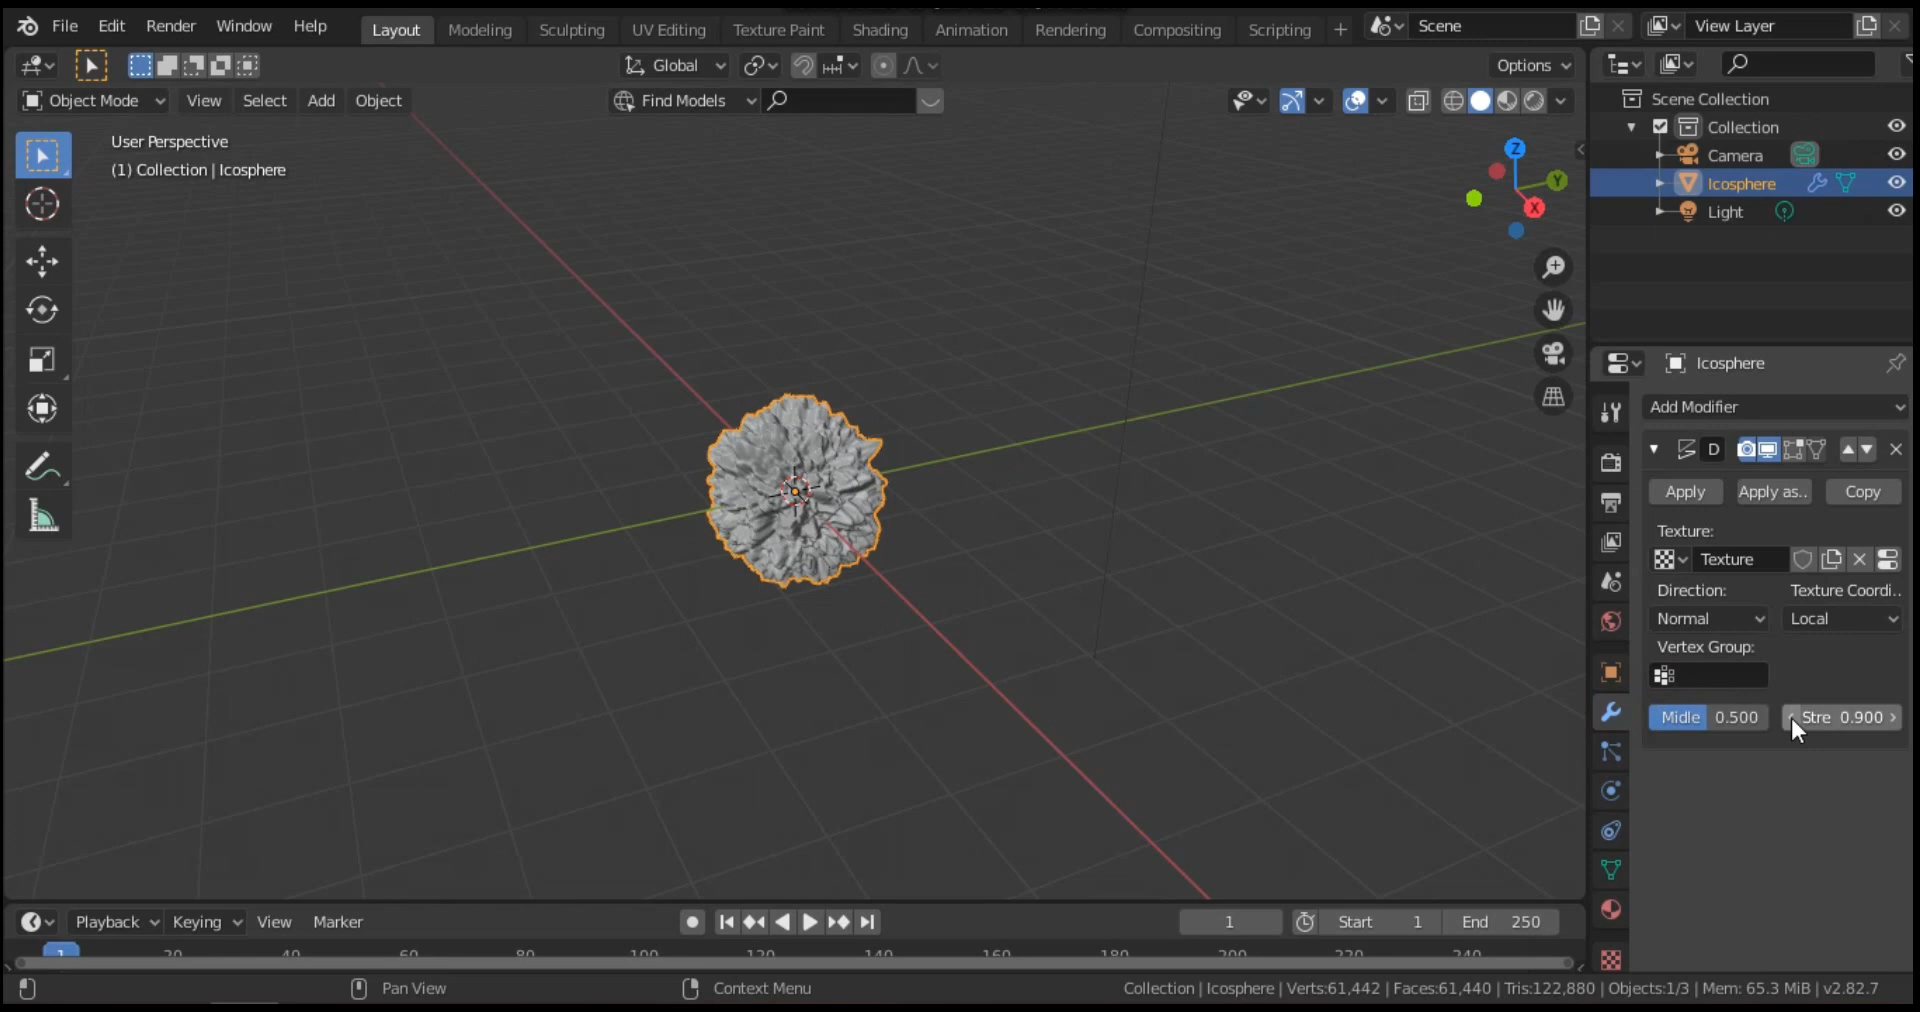 File Edit Render Window Help Layout Modeling Sculpting UV Editing Texture Paint Shading Animation Rendering Compositing Scripting + Scene View Layer
Global Options
Object Mode View Select Add Object Find Models
User Perspective
(1) Collection | Icosphere
Z
Y
X
Scene Collection
Collection
Camera
Icosphere
Light
Icosphere
Add Modifier
D
Apply Apply as.. Copy
Texture:
Texture
Direction: Texture Coordi..
Normal Local
Vertex Group:
Midle 0.500 Stre 0.900
Playback Keying View Marker 1 Start 1 End 250
1 20 40 60 80 100 120 140 160 180 200 220 240
Pan View Context Menu Collection | Icosphere | Verts:61,442 | Faces:61,440 | Tris:122,880 | Objects:1/3 | Mem: 65.3 MiB | v2.82.7